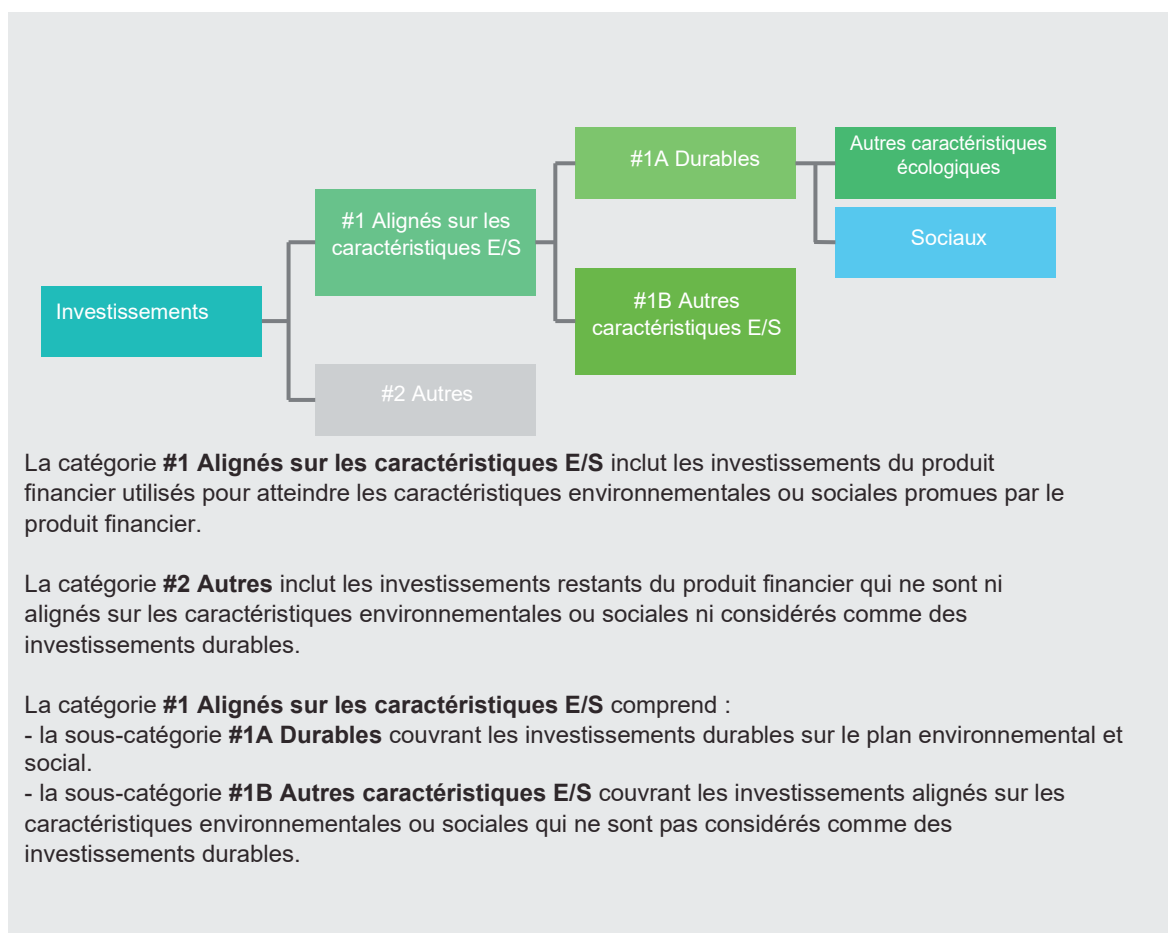 #1A Durables
Autres caractéristiques
écologiques
#1 Alignés sur les
caractéristiques E/S
Sociaux
Investissements
#1B Autres
caractéristiques E/S
#2 Autres
La catégorie #1 Alignés sur les caractéristiques E/S inclut les investissements du produit
financier utilisés pour atteindre les caractéristiques environnementales ou sociales promues par le
produit financier.
La catégorie #2 Autres inclut les investissements restants du produit financier qui ne sont ni
alignés sur les caractéristiques environnementales ou sociales ni considérés comme des
investissements durables.
La catégorie #1 Alignés sur les caractéristiques E/S comprend :
- la sous-catégorie #1A Durables couvrant les investissements durables sur le plan environnemental et
social.
- la sous-catégorie #1B Autres caractéristiques E/S couvrant les investissements alignés sur les
caractéristiques environnementales ou sociales qui ne sont pas considérés comme des
investissements durables.